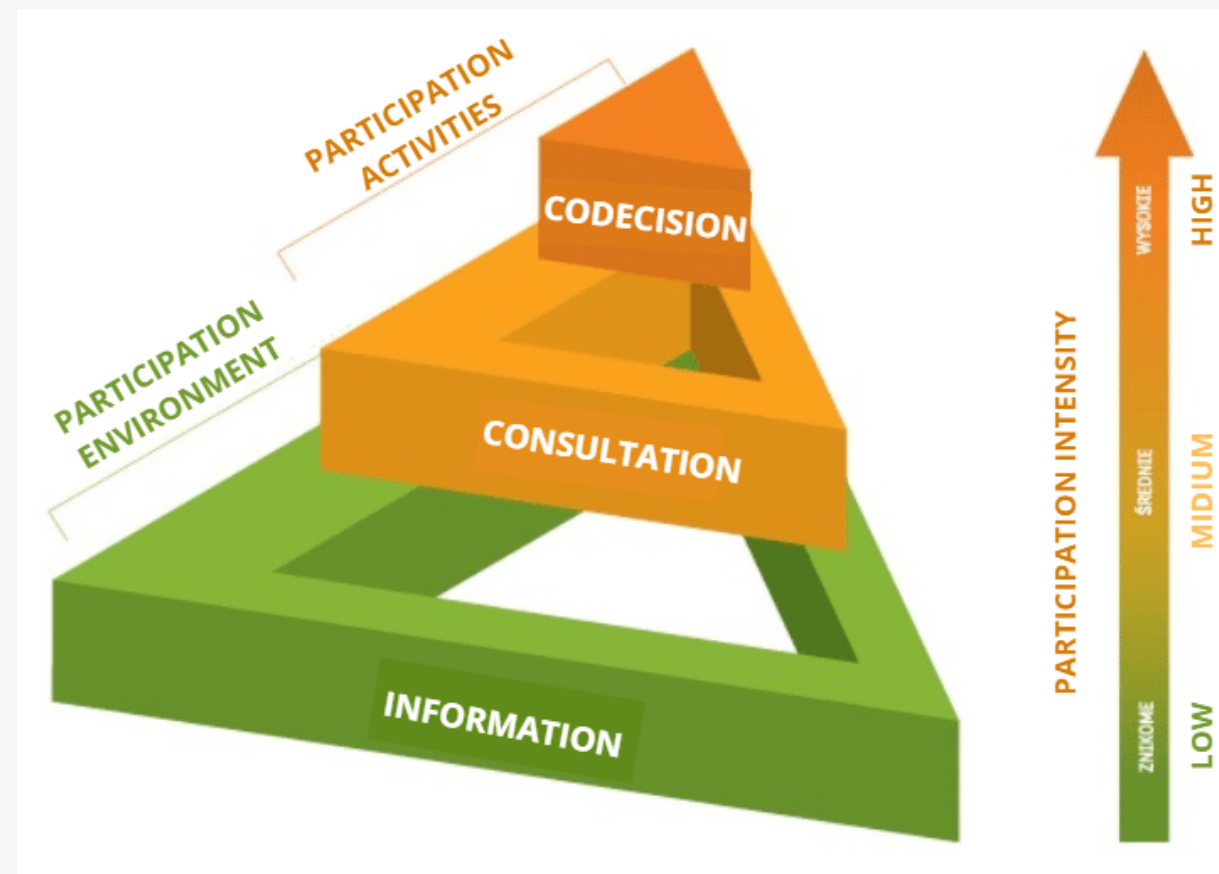 PARTICIPATION
ACTIVITIES
PARTICIPATION
ENVIRONMENT
CODECISION
CONSULTATION
INFORMATION
PARTICIPATION INTENSITY
WYSOKIE
HIGH
ŚREDNIE
MIDIUM
ZNIKOME
LOW